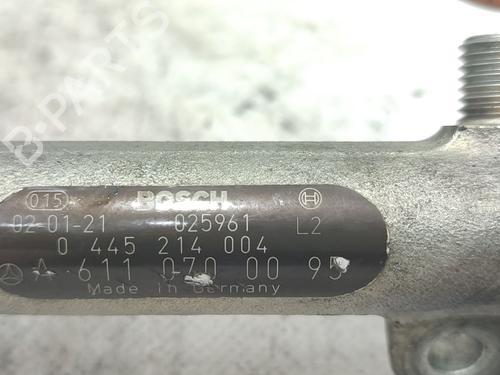 015 BOSCH
02-01-21 025961 L2
0 445 214 004
A 611 070 00 95
Made in Germany
B-PARTS